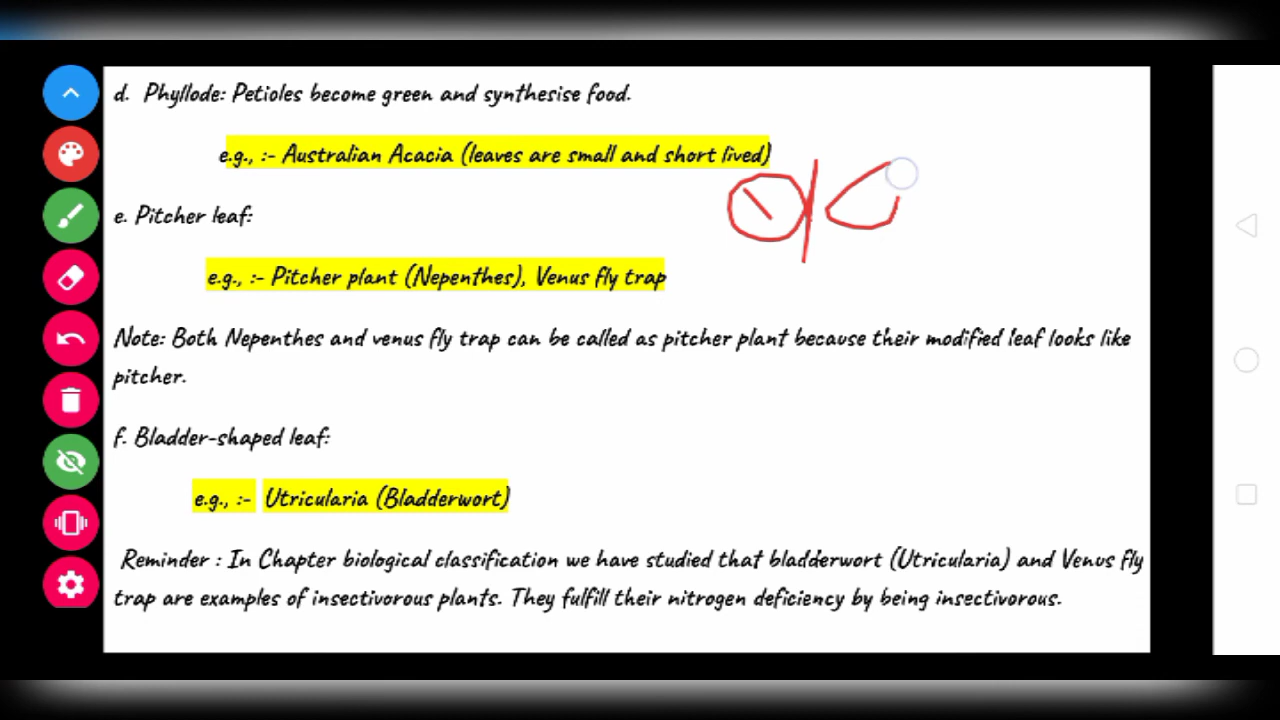 d. Phyllode: Petioles become green and synthesise food.
e.g., :- Australian Acacia (leaves are small and short lived)
e. Pitcher leaf:
e.g., :- Pitcher plant (Nepenthes), Venus fly trap
Note: Both Nepenthes and venus fly trap can be called as pitcher plant because their modified leaf looks like
pitcher.
f. Bladder-shaped leaf:
e.g., :- Utricularia (Bladderwort)
Reminder : In Chapter biological classification we have studied that bladderwort (Utricularia) and Venus fly
trap are examples of insectivorous plants. They fulfill their nitrogen deficiency by being insectivorous.